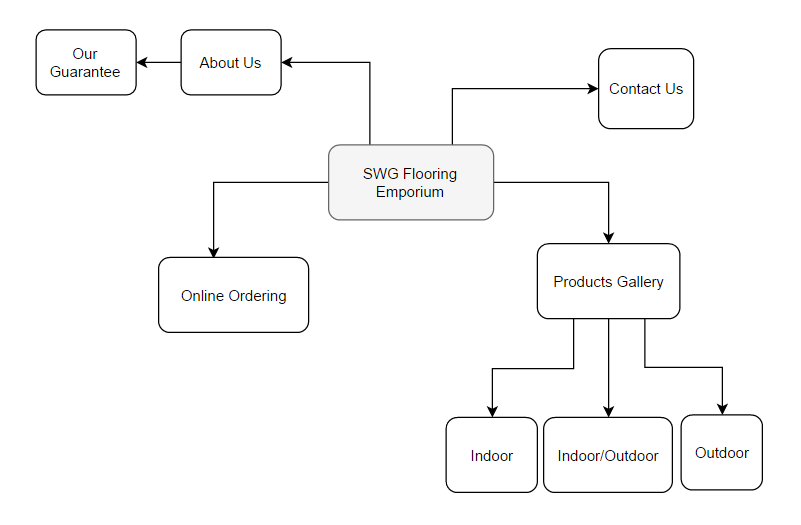 Our
Guarantee
About Us
Contact Us
SWG Flooring
Emporium
Online Ordering
Products Gallery
Indoor
Indoor/Outdoor
Outdoor